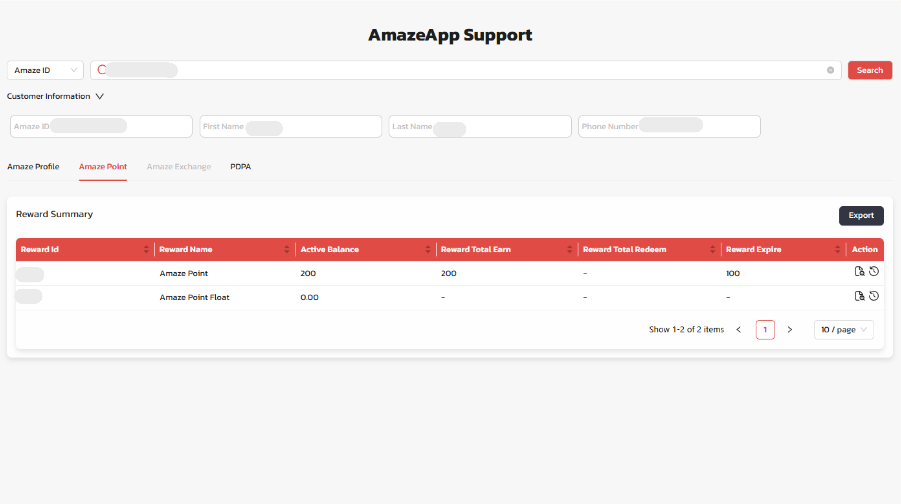 AmazeApp Support
Amaze ID
Search
Customer Information
Amaze ID First Name Last Name Phone Number
Amaze Profile Amaze Point Amaze Exchange PDPA
Reward Summary
Export
Reward Id Reward Name Active Balance Reward Total Earn Reward Total Redeem Reward Expire Action
Amaze Point 200 200 - 100
Amaze Point Float 0.00 - - -
Show 1-2 of 2 items < 1 > 10 / page